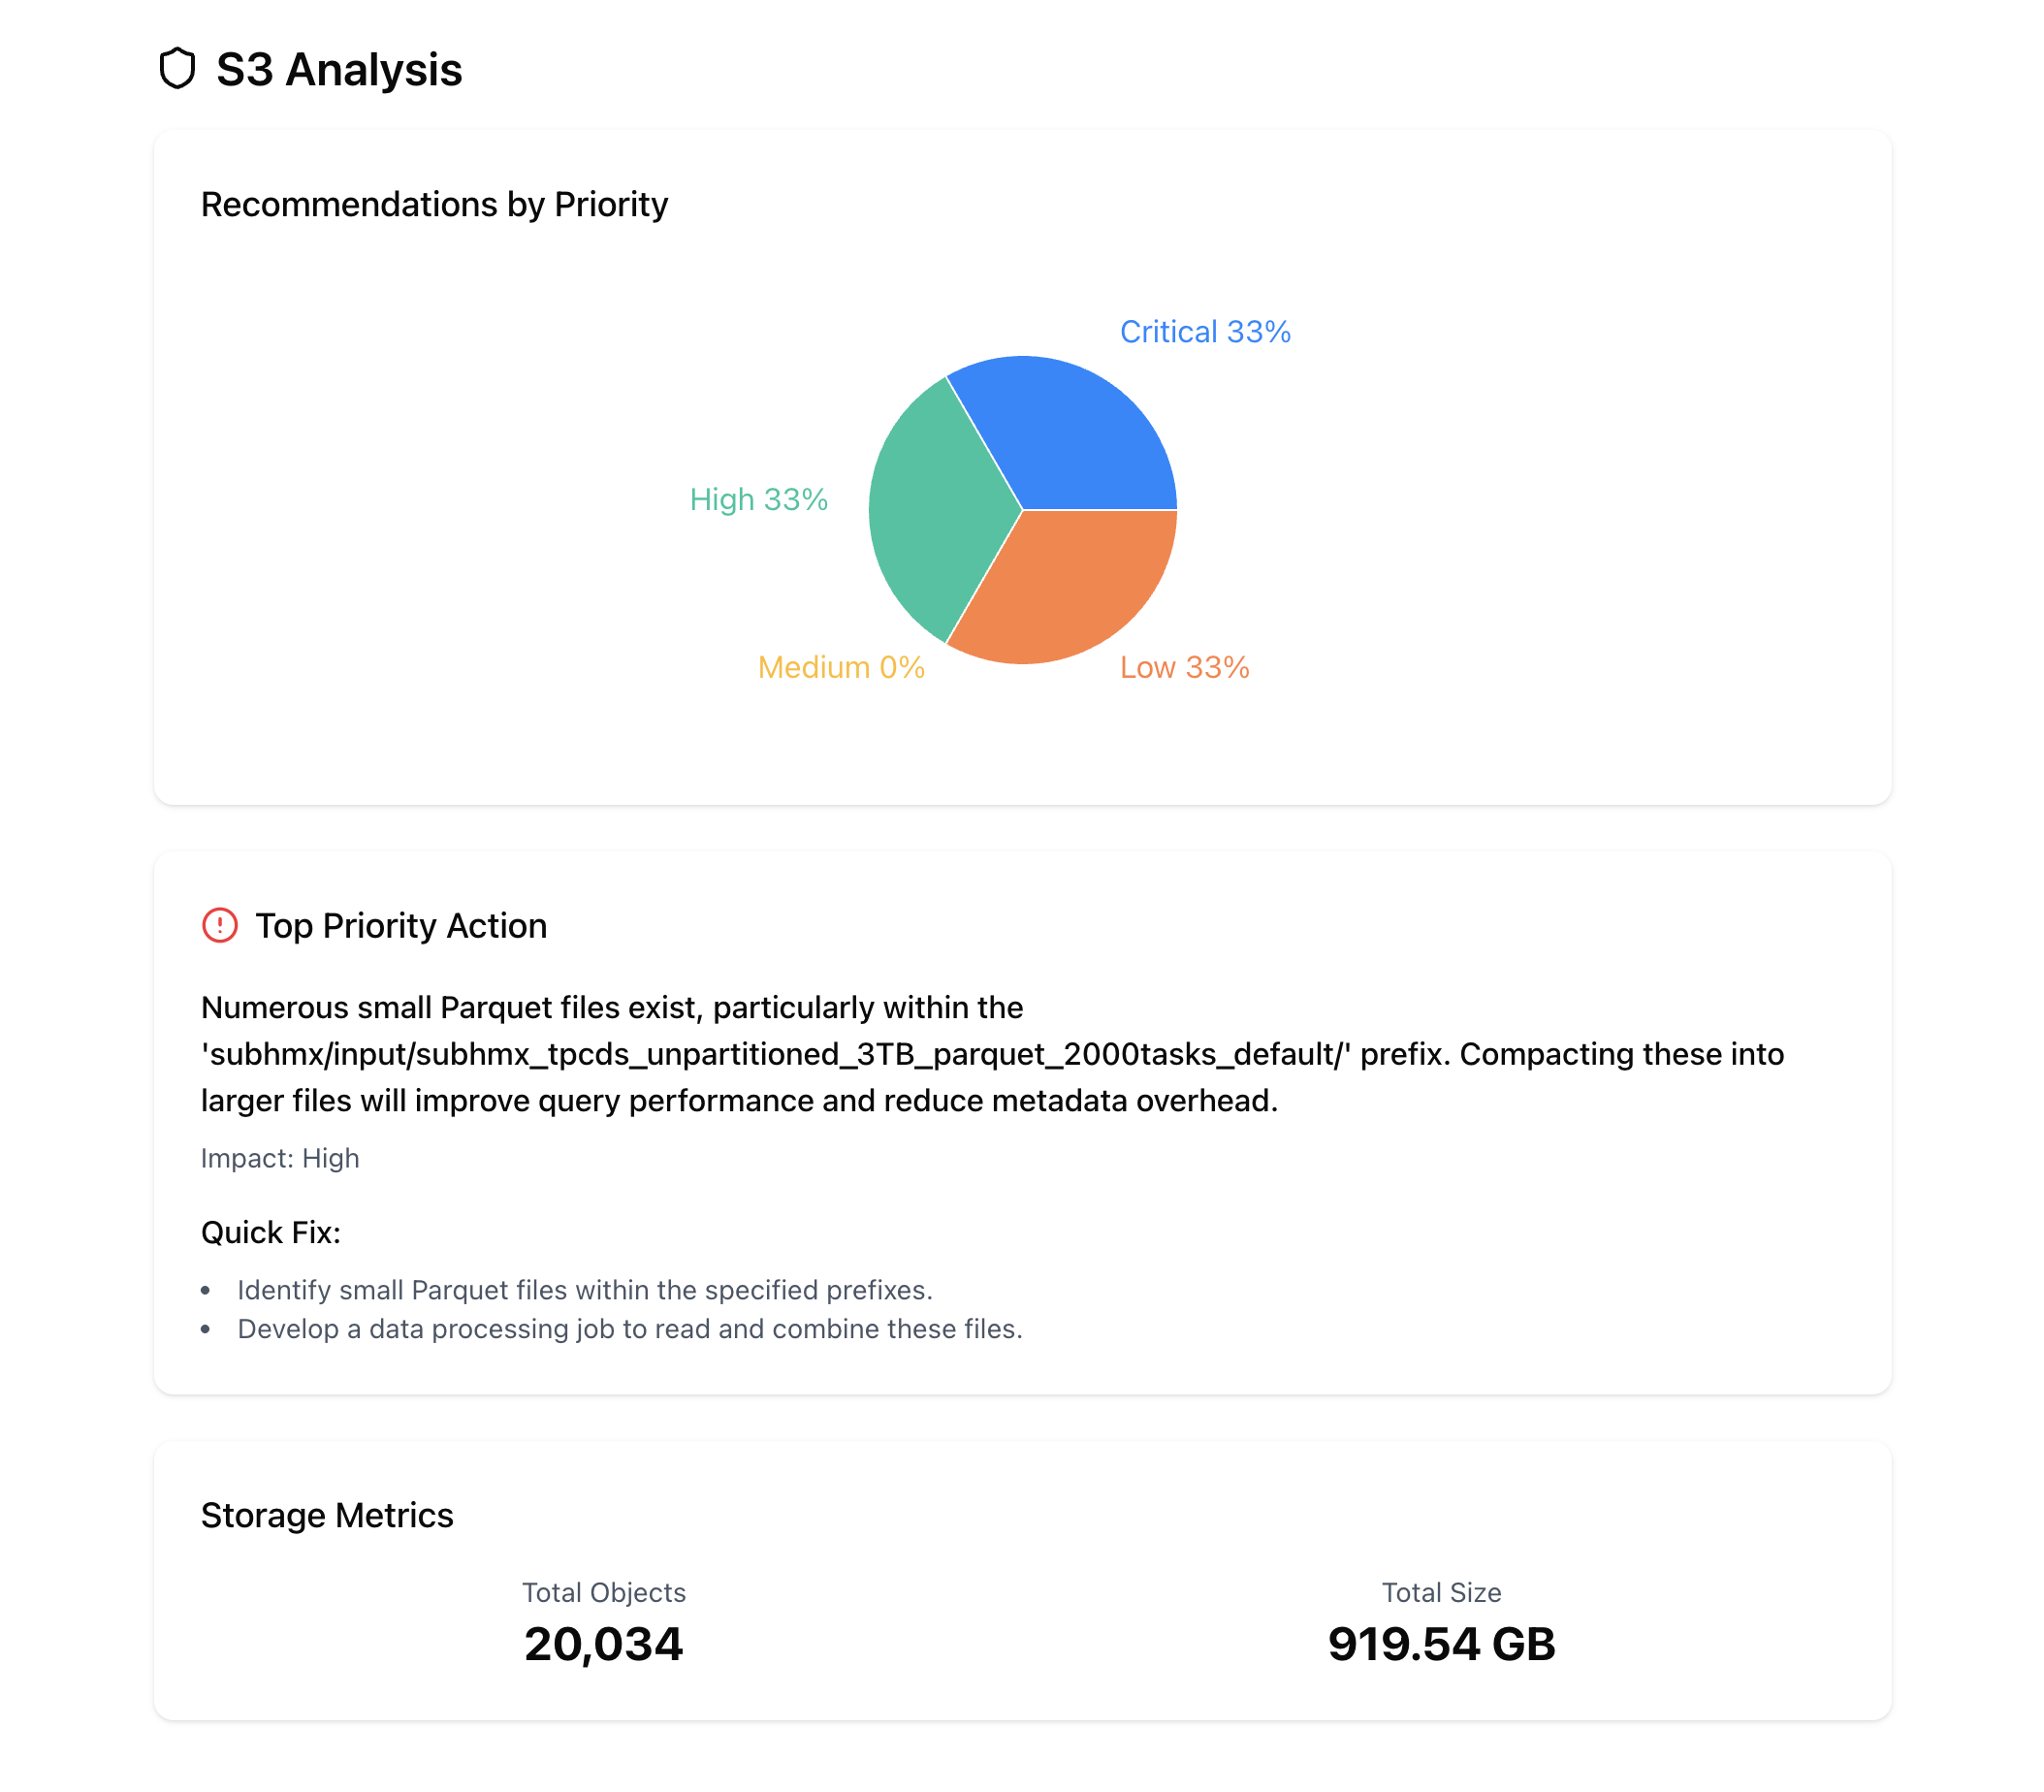 S3 Analysis
Recommendations by Priority
Critical 33%
High 33%
Medium 0%
Low 33%
Top Priority Action
Numerous small Parquet files exist, particularly within the
'subhmx/input/subhmx_tpcds_unpartitioned_3TB_parquet_2000tasks_default/' prefix. Compacting these into
larger files will improve query performance and reduce metadata overhead.
Impact: High
Quick Fix:
• Identify small Parquet files within the specified prefixes.
• Develop a data processing job to read and combine these files.
Storage Metrics
Total Objects
20,034
Total Size
919.54 GB